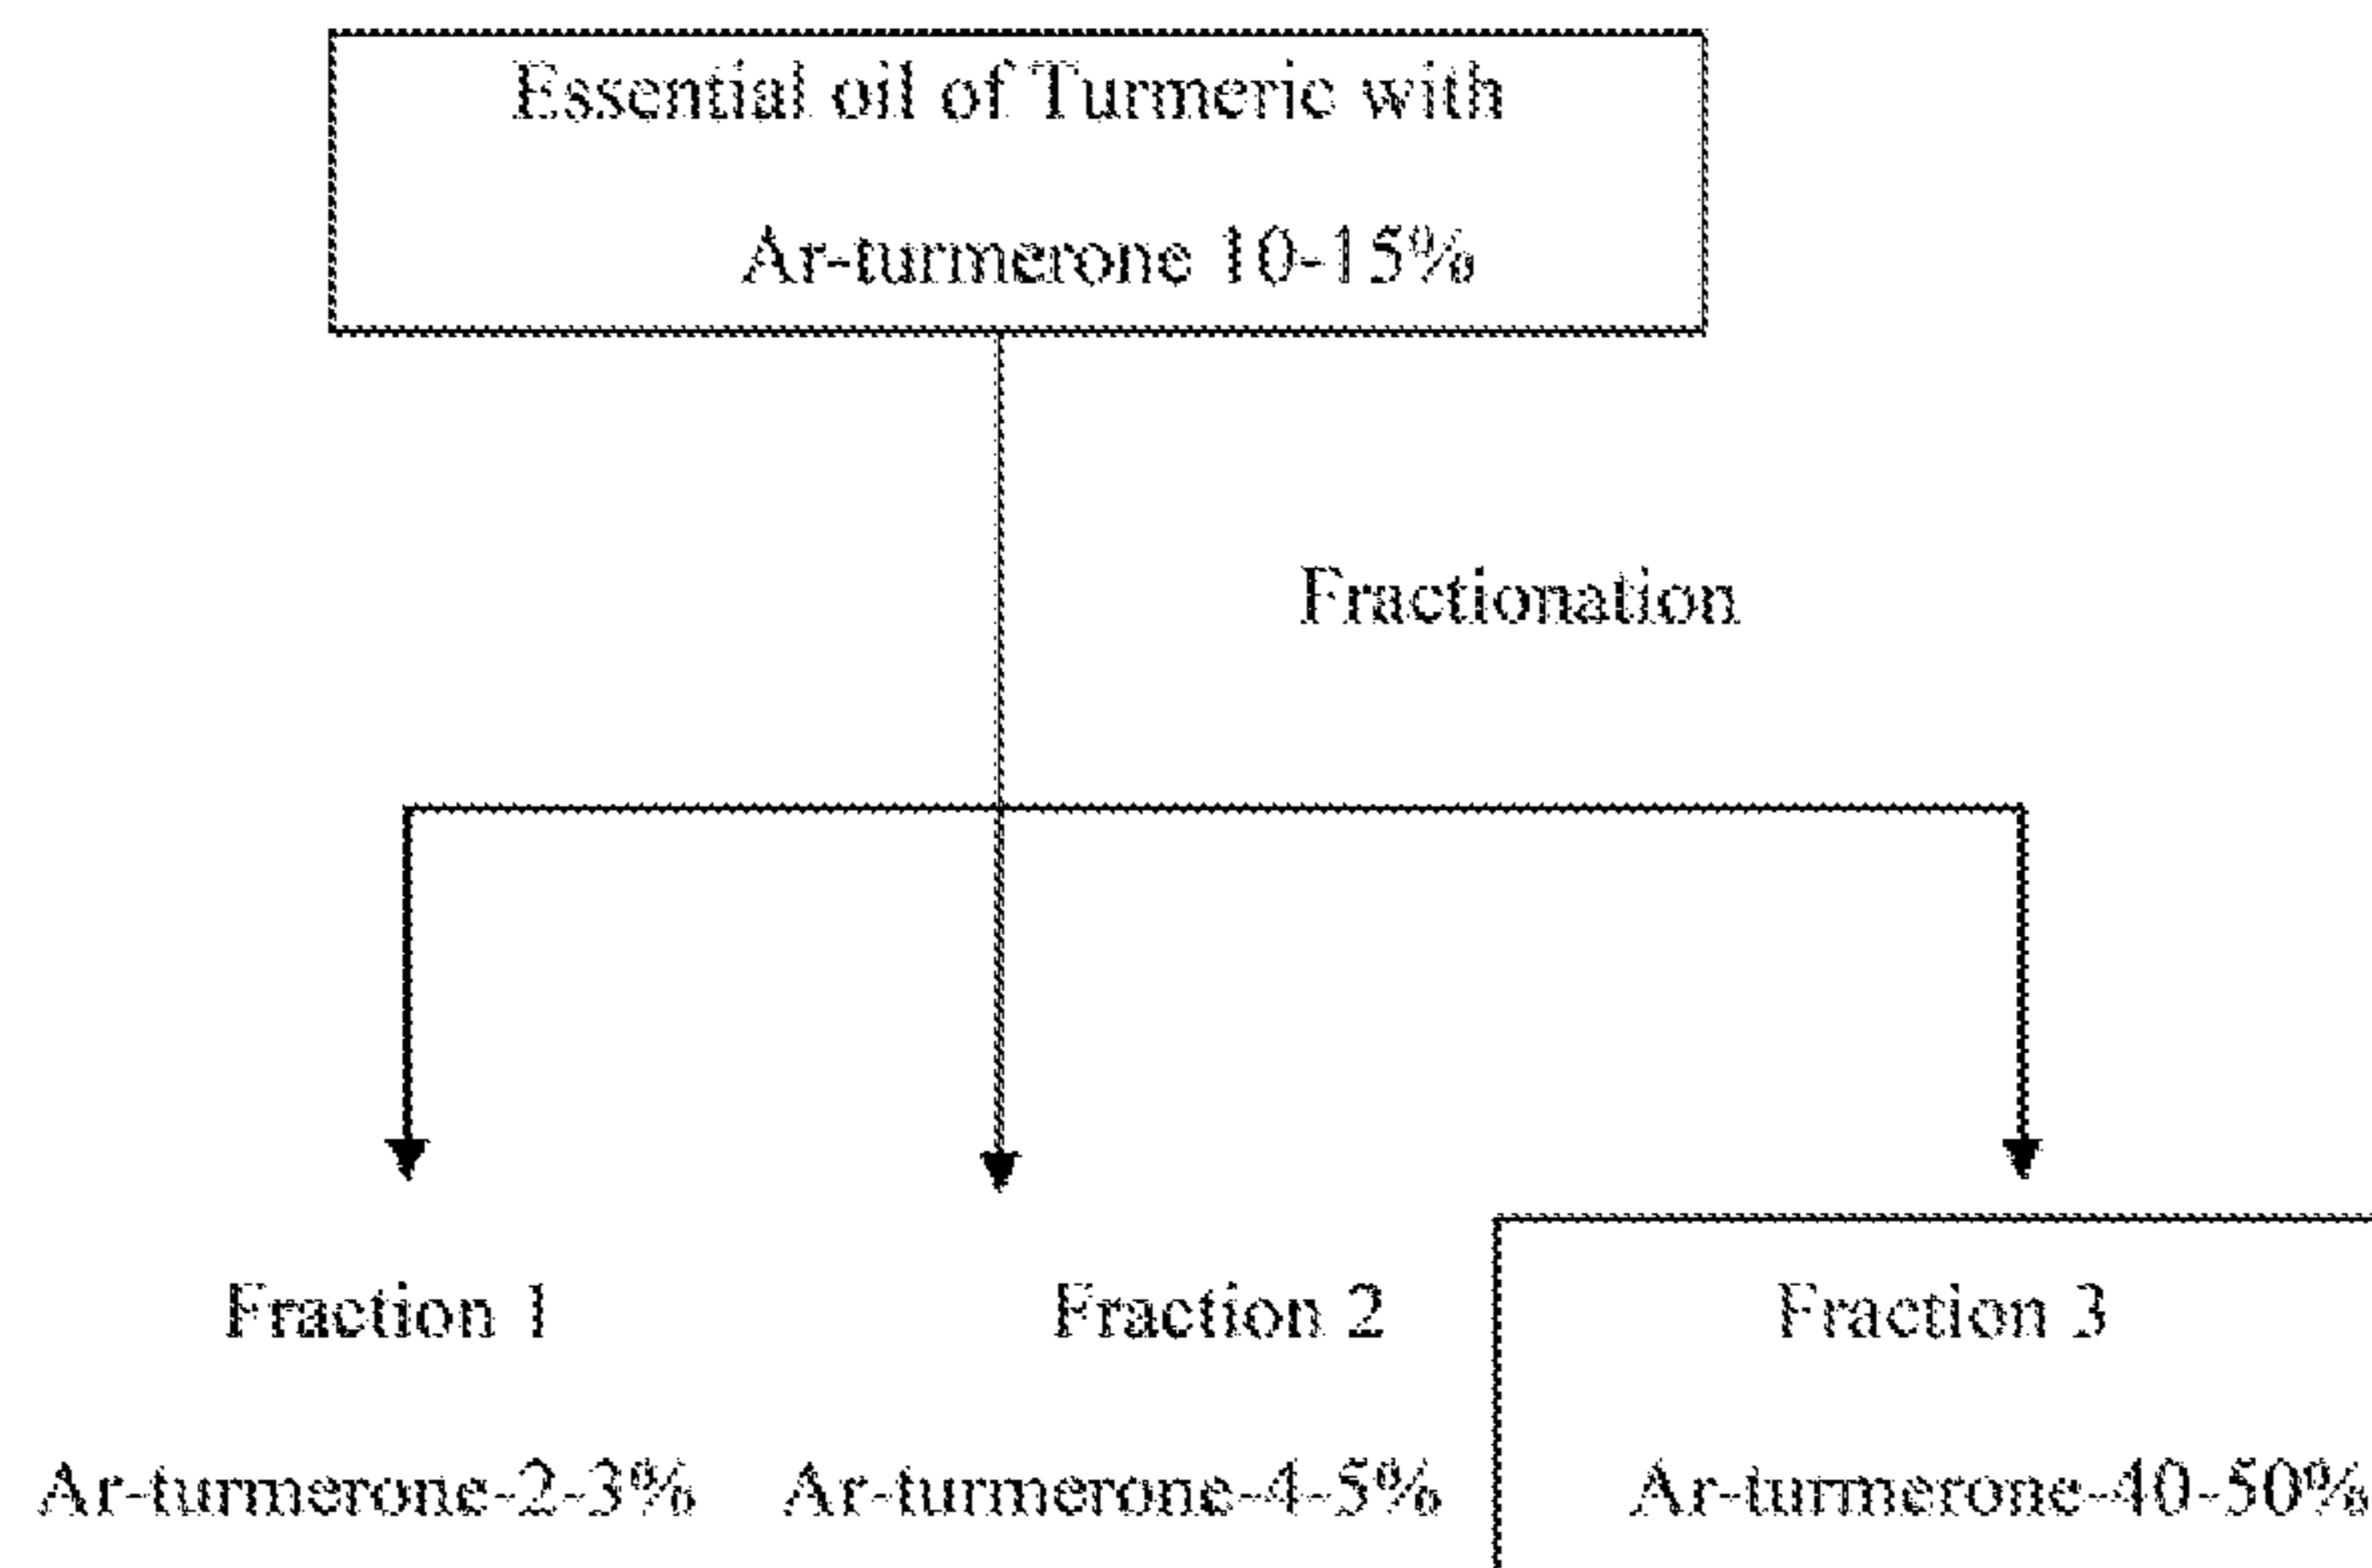 Essential oil of Turmeric with
Ar-turmerone 10-15%
Fractionation
Fraction 1
Fraction 2
Fraction 3
Ar-turmerone-2-3%
Ar-turmerone-4-5%
Ar-turmerone-40-50%